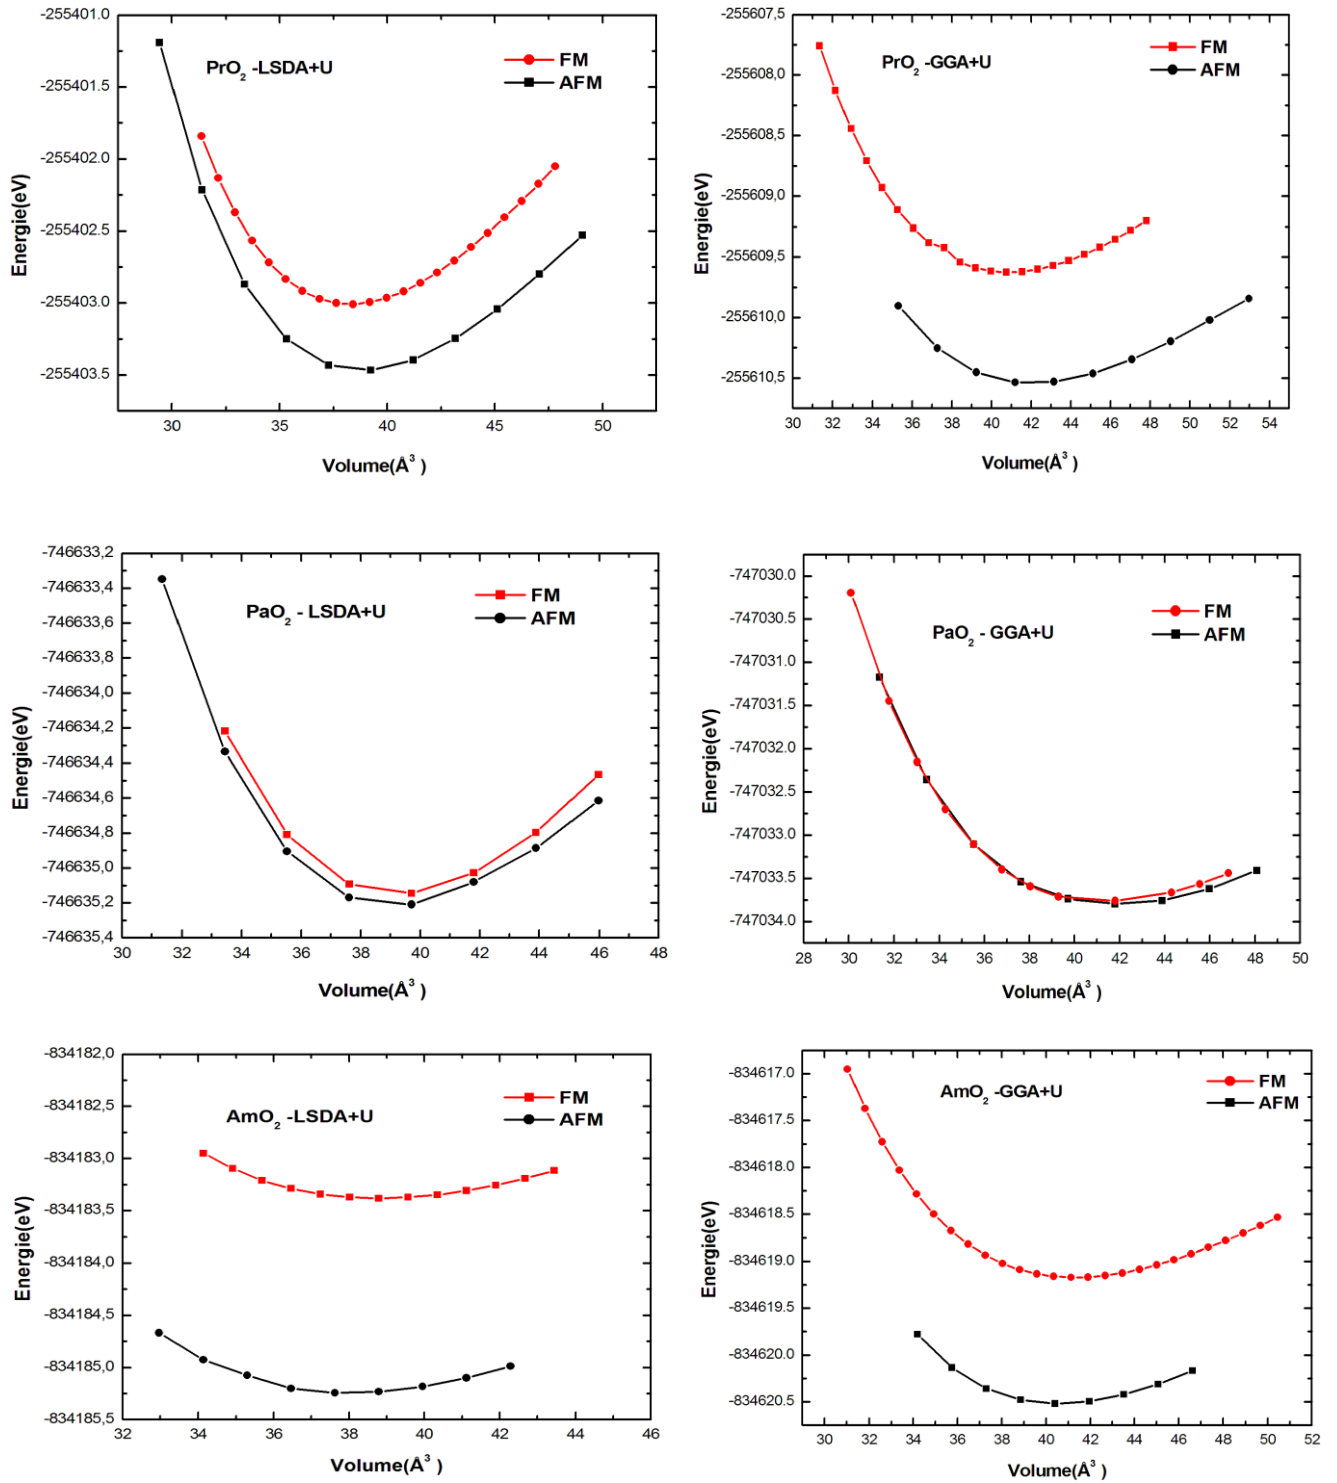 PrO2 -LSDA+U
FM
AFM
-255401.0
-255401.5
-255402.0
-255402.5
-255403.0
-255403.5
Energie(eV)
30 35 40 45 50
Volume(Å3 )
PrO2 -GGA+U
FM
AFM
-255607,5
-255608,0
-255608,5
-255609,0
-255609,5
-255610,0
-255610,5
Energie(eV)
30 32 34 36 38 40 42 44 46 48 50 52 54
Volume(Å3 )
PaO2 - LSDA+U
FM
AFM
-746633,2
-746633,4
-746633,6
-746633,8
-746634,0
-746634,2
-746634,4
-746634,6
-746634,8
-746635,0
-746635,2
-746635,4
Energie(eV)
30 32 34 36 38 40 42 44 46 48
Volume(Å3 )
PaO2 - GGA+U
FM
AFM
-747030.0
-747030.5
-747031.0
-747031.5
-747032.0
-747032.5
-747033.0
-747033.5
-747034.0
Energie(eV)
28 30 32 34 36 38 40 42 44 46 48 50
Volume(Å3 )
AmO2 -LSDA+U
FM
AFM
-834182,0
-834182,5
-834183,0
-834183,5
-834184,0
-834184,5
-834185,0
-834185,5
Energie(eV)
32 34 36 38 40 42 44 46
Volume(Å3 )
AmO2 -GGA+U
FM
AFM
-834617.0
-834617.5
-834618.0
-834618.5
-834619.0
-834619.5
-834620.0
-834620.5
Energie(eV)
30 32 34 36 38 40 42 44 46 48 50 52
Volume(Å3 )